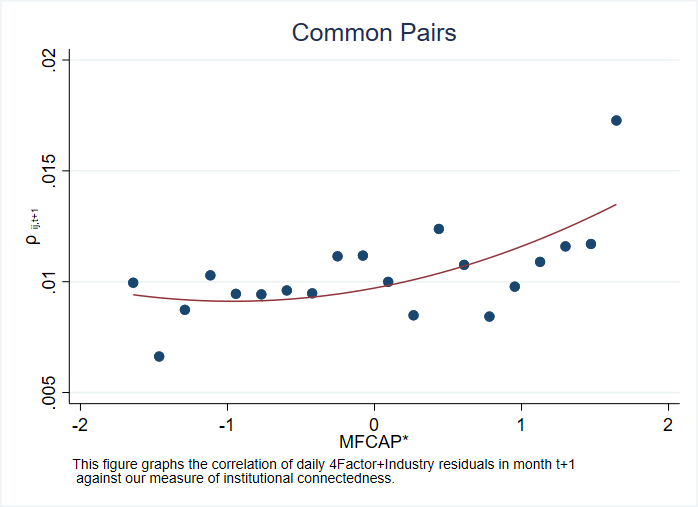 Common Pairs
.02
.015
.01
.005
ρ ij,t+1
-2 -1 0 1 2
MFCAP*
This figure graphs the correlation of daily 4Factor+Industry residuals in month t+1
against our measure of institutional connectedness.